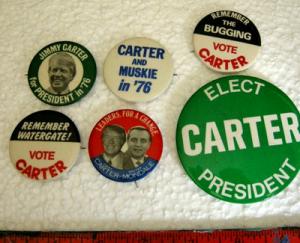 JIMMY CARTER
for PRESIDENT in '76
CARTER
AND
MUSKIE
in '76
REMEMBER
THE
BUGGING
VOTE
CARTER
REMEMBER
WATERGATE!
VOTE
CARTER
LEADERS, FOR A CHANGE
CARTER-MONDALE
ELECT
CARTER
PRESIDENT